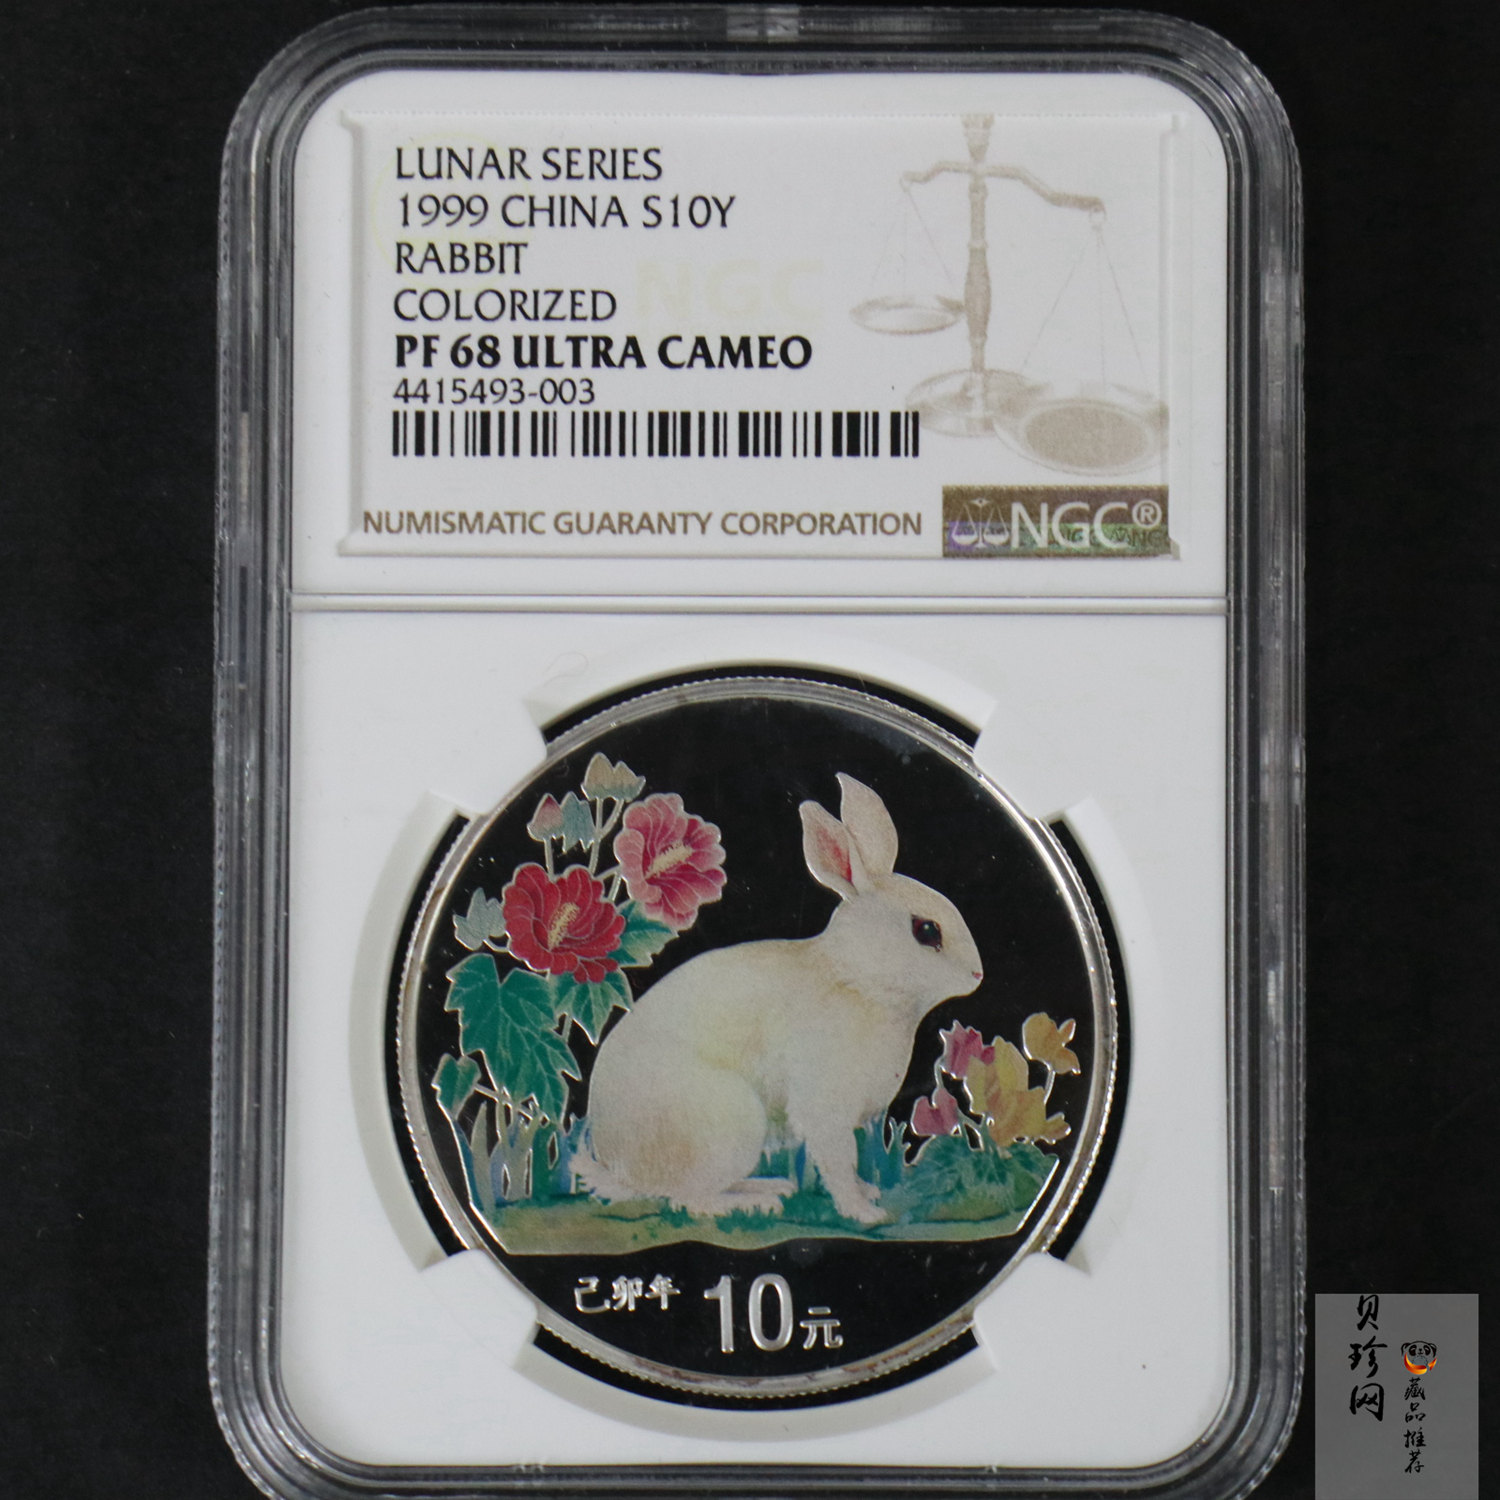 LUNAR SERIES
1999 CHINA S10Y
RABBIT
COLORIZED
PF 68 ULTRA CAMEO
4415493-003
NUMISMATIC GUARANTY CORPORATION
NGC®
NGC
己卯年 10元
贝珍网
藏品推荐